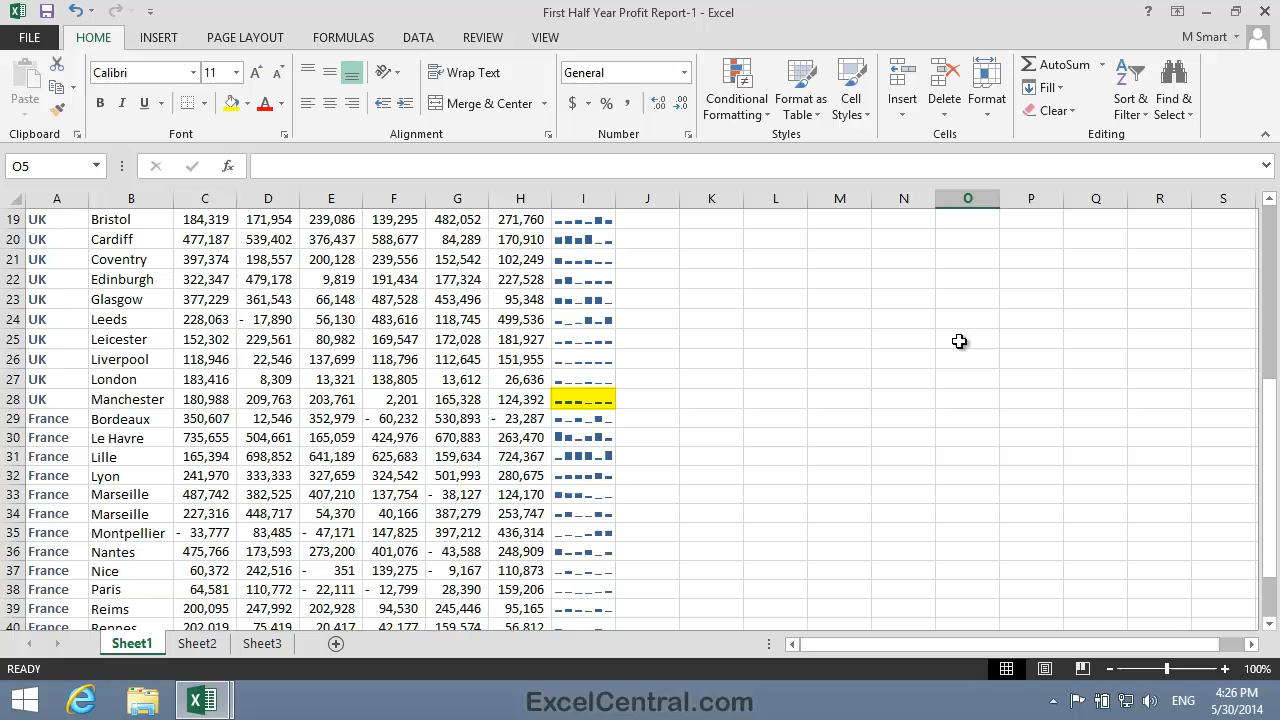 First Half Year Profit Report-1 - Excel
FILE HOME INSERT PAGE LAYOUT FORMULAS DATA REVIEW VIEW M Smart
Calibri 11 Wrap Text General AutoSum
Paste Conditional Formatting Format as Table Cell Styles Insert Delete Format Fill Sort & Filter Find & Select
B I U A Merge & Center $ % , Clear
Clipboard Font Alignment Number Styles Cells Editing
O5 fx
A B C D E F G H I J K L M N O P Q R S
19 UK Bristol 184,319 171,954 239,086 139,295 482,052 271,760
20 UK Cardiff 477,187 539,402 376,437 588,677 84,289 170,910
21 UK Coventry 397,374 198,557 200,128 239,556 152,542 102,249
22 UK Edinburgh 322,347 479,178 9,819 191,434 177,324 227,528
23 UK Glasgow 377,229 361,543 66,148 487,528 453,496 95,348
24 UK Leeds 228,063 - 17,890 56,130 483,616 118,745 499,536
25 UK Leicester 152,302 229,561 80,982 169,547 172,028 181,927
26 UK Liverpool 118,946 22,546 137,699 118,796 112,645 151,955
27 UK London 183,416 8,309 13,321 138,805 13,612 26,636
28 UK Manchester 180,988 209,763 203,761 2,201 165,328 124,392
29 France Bordeaux 350,607 12,546 352,979 - 60,232 530,893 - 23,287
30 France Le Havre 735,655 504,661 165,059 424,976 670,883 263,470
31 France Lille 165,394 698,852 641,189 625,683 159,634 724,367
32 France Lyon 241,970 333,333 327,659 324,542 501,993 280,675
33 France Marseille 487,742 382,525 407,210 137,754 - 38,127 124,170
34 France Marseille 227,316 448,717 54,370 40,166 387,279 253,747
35 France Montpellier - 33,777 83,485 - 47,171 147,825 397,212 436,314
36 France Nantes 475,766 173,593 273,200 401,076 - 43,588 248,909
37 France Nice 60,372 242,516 - 351 139,275 - 9,167 110,873
38 France Paris 64,581 110,772 - 22,111 - 12,799 28,390 159,206
39 France Reims 200,095 247,992 202,928 94,530 245,446 95,165
40 France Rennes 202,019 75,419 20,417 42,177 159,574 56,812
Sheet1 Sheet2 Sheet3
READY 100%
ExcelCentral.com ENG 4:26 PM
5/30/2014